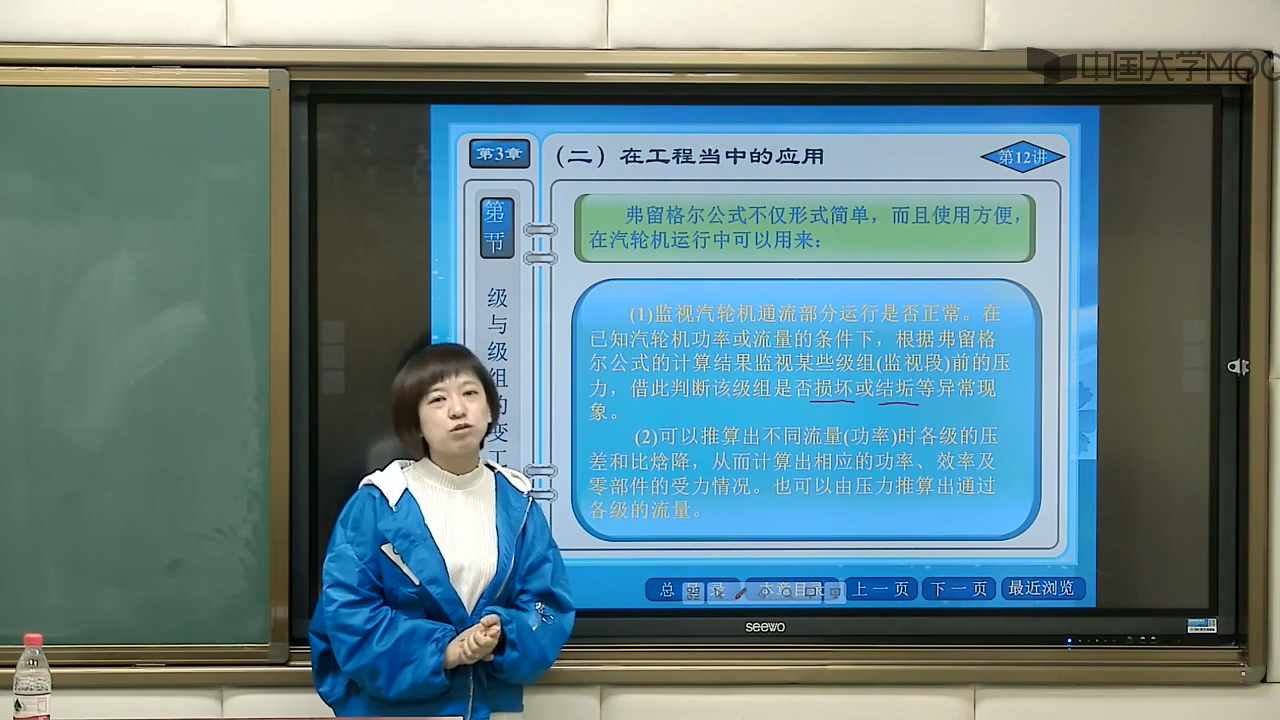 中国大学MOO
第3章
(二) 在工程当中的应用
第12讲
第
节
级与级组的变工
弗留格尔公式不仅形式简单，而且使用方便，
在汽轮机运行中可以用来：
(1)监视汽轮机通流部分运行是否正常。在
已知汽轮机功率或流量的条件下，根据弗留格
尔公式的计算结果监视某些级组(监视段)前的压
力，借此判断该级组是否损坏或结垢等异常现
象。
(2)可以推算出不同流量(功率)时各级的压
差和比焓降，从而计算出相应的功率、效率及
零部件的受力情况。也可以由压力推算出通过
各级的流量。
总 目 录
本章目录
上一页
下一页
最近浏览
seewo